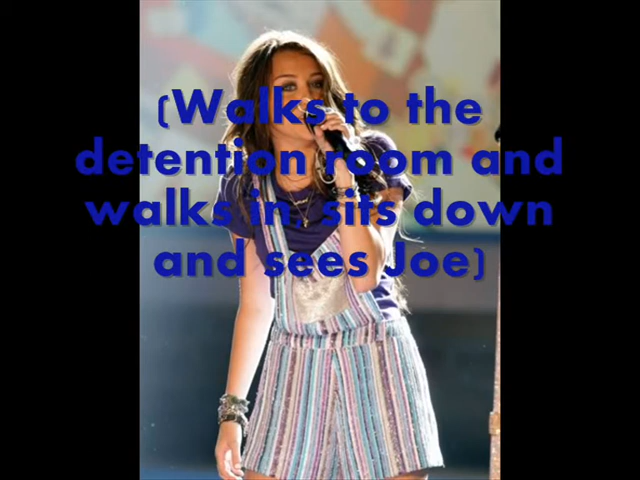 (Walks to the
detention room and
walks in, sits down
and sees Joe)